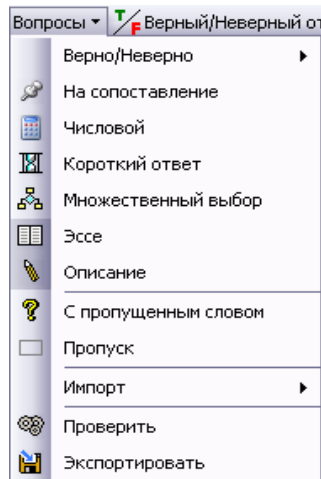 Вопросы T/F Верный/Неверный от
Верно/Неверно
На сопоставление
Числовой
Короткий ответ
Множественный выбор
Эссе
Описание
С пропущенным словом
Пропуск
Импорт
Проверить
Экспортировать